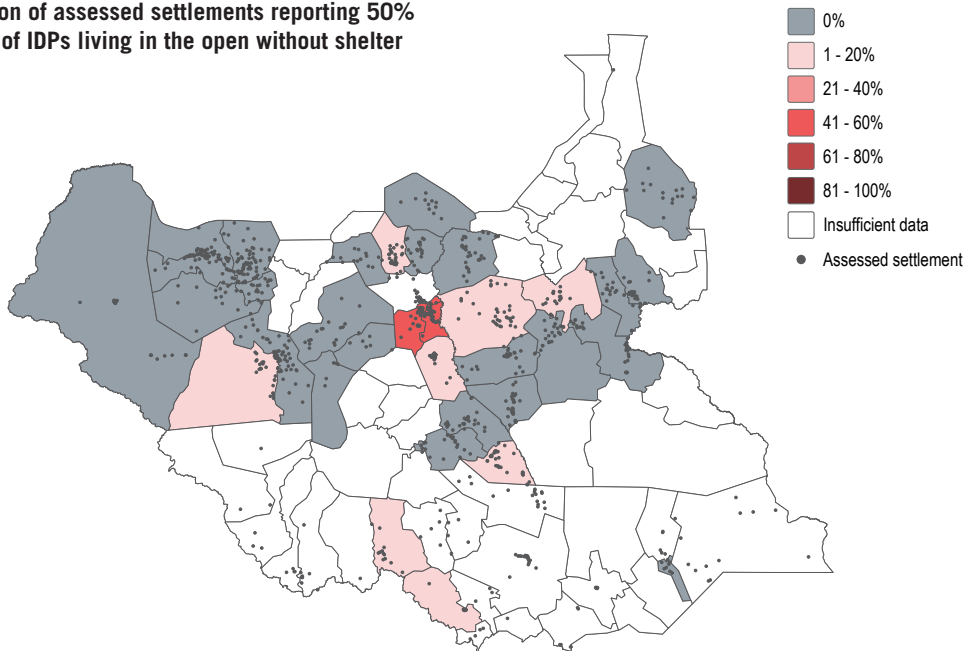 on of assessed settlements reporting 50%
of IDPs living in the open without shelter
0%
1 - 20%
21 - 40%
41 - 60%
61 - 80%
81 - 100%
Insufficient data
Assessed settlement